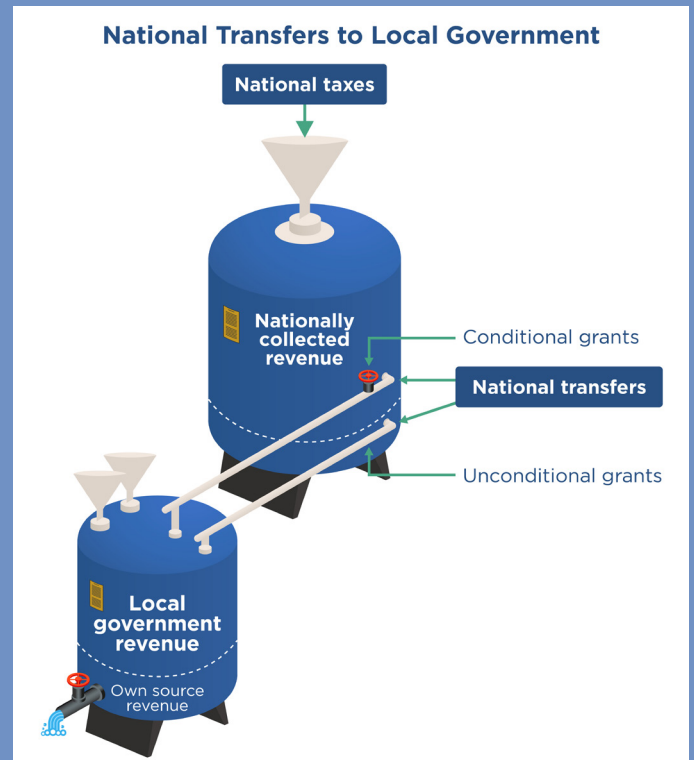 National Transfers to Local Government
National taxes
Nationally
collected
revenue
Conditional grants
National transfers
Unconditional grants
Local
government
revenue
Own source
revenue